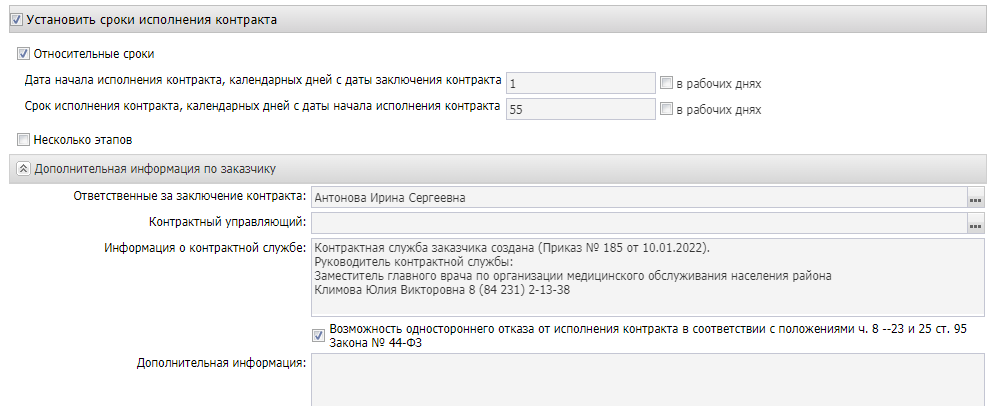 Установить сроки исполнения контракта
Относительные сроки
Дата начала исполнения контракта, календарных дней с даты заключения контракта 1 в рабочих днях
Срок исполнения контракта, календарных дней с даты начала исполнения контракта 55 в рабочих днях
Несколько этапов
Дополнительная информация по заказчику
Ответственные за заключение контракта: Антонова Ирина Сергеевна ...
Контрактный управляющий: ...
Информация о контрактной службе: Контрактная служба заказчика создана (Приказ № 185 от 10.01.2022).
Руководитель контрактной службы:
Заместитель главного врача по организации медицинского обслуживания населения района
Климова Юлия Викторовна 8 (84 231) 2-13-38
Возможность одностороннего отказа от исполнения контракта в соответствии с положениями ч. 8 --23 и 25 ст. 95
Закона № 44-ФЗ
Дополнительная информация: